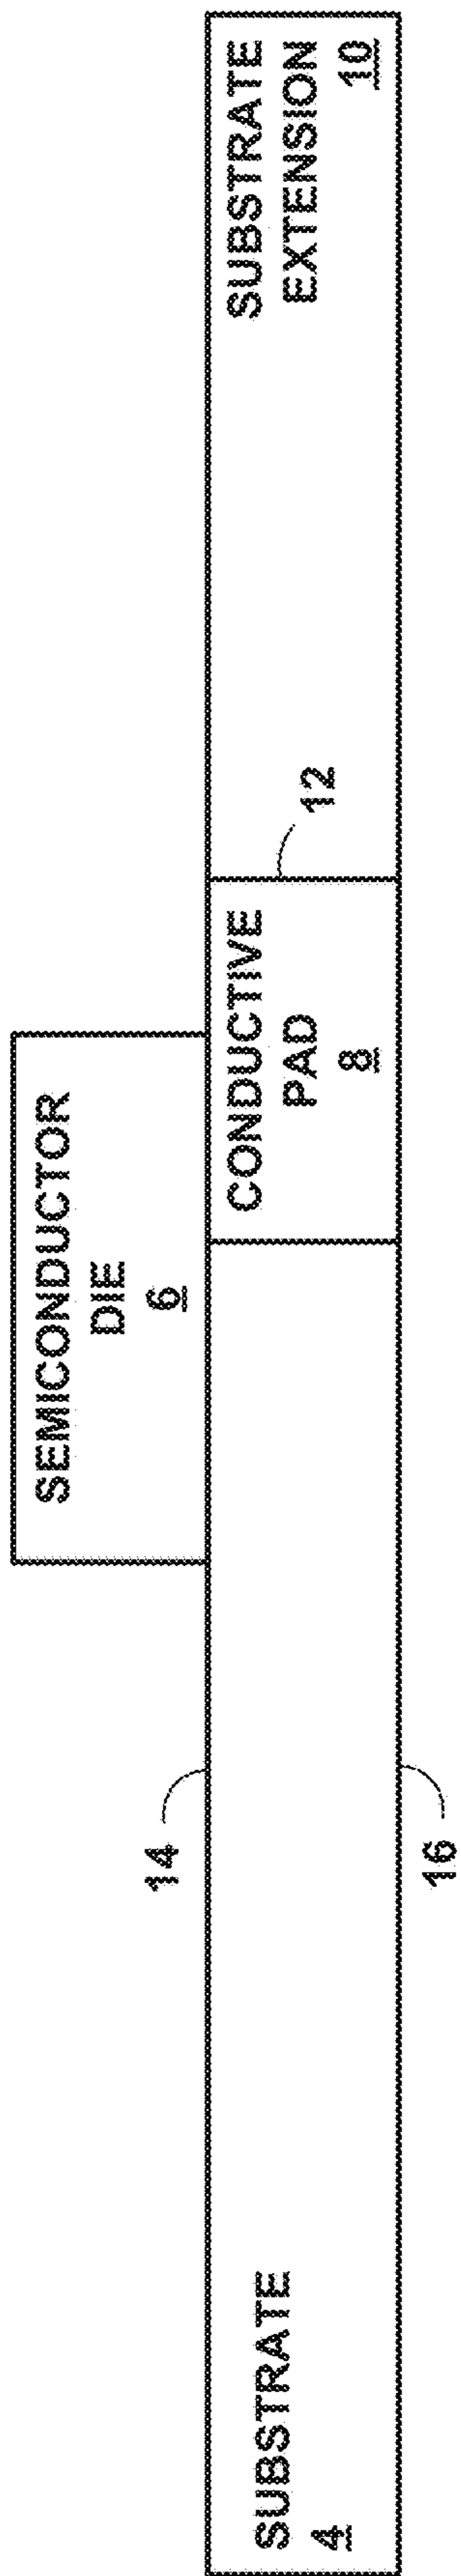 SEMICONDUCTOR
DIE
6
14
SUBSTRATE
4
CONDUCTIVE
PAD
8
12
SUBSTRATE
EXTENSION
10
16